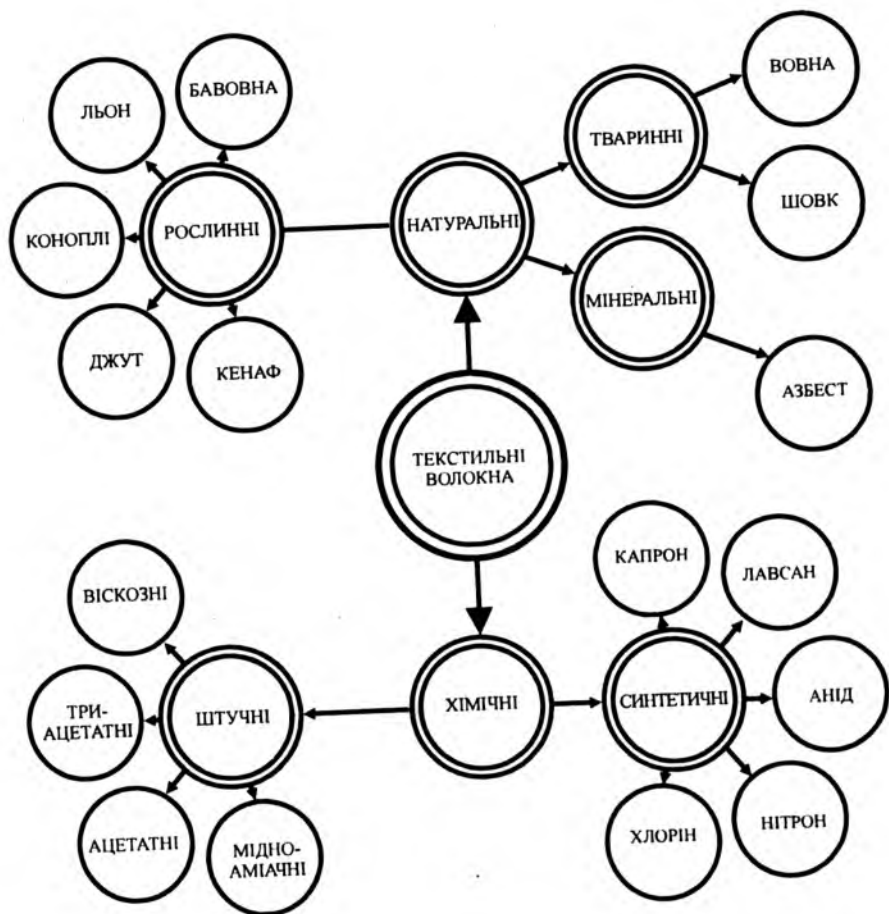 БАВОВНА
ЛЬОН
КОНОПЛІ
РОСЛИННІ
ДЖУТ
КЕНАФ
НАТУРАЛЬНІ
ТВАРИННІ
ВОВНА
ШОВК
МІНЕРАЛЬНІ
АЗБЕСТ
ТЕКСТИЛЬНІ
ВОЛОКНА
ВІСКОЗНІ
ТРИ-
АЦЕТАТНІ
ШТУЧНІ
АЦЕТАТНІ
МІДНО-
АМІАЧНІ
ХІМІЧНІ
КАПРОН
ЛАВСАН
СИНТЕТИЧНІ
АНІД
ХЛОРІН
НІТРОН